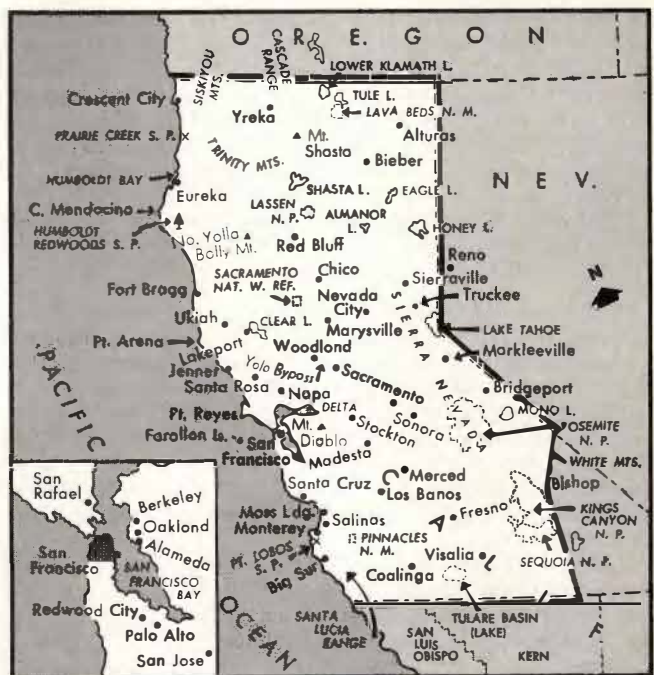 OREGON
CASCADE
RANGE
LOWER KLAMATH L.
SISKIYOU
MTS.
Crescent City
TULE L.
LAVA BEDS N. M.
Yreka
Alturas
PRAIRIE CREEK S. P.
Mt.
Shasta
TRINITY MTS.
Bieber
NEV.
HUMBOLDT BAY
Eureka
SHASTA L.
EAGLE L.
C. Mendocino
LASSEN
N. P.
ALMANOR
L.
HUMBOLDT
REDWOODS S. P.
HONEY L.
No. Yolla
Bolly Mt.
Red Bluff
Reno
SACRAMENTO
NAT. W. REF.
Chico
Sierraville
Fort Bragg
Nevada
City
Truckee
N
Ukiah
CLEAR L.
Marysville
SIERRA NEVADA
LAKE TAHOE
Pt. Arena
Lakeport
Woodlond
Markleeville
PACIFIC
Jenner
Yolo Bypass
Sacramento
Santa Rosa
Napa
Bridgeport
Pt. Reyes
DELTA
MONO L.
Farallon Is.
Mt.
Diablo
Stockton
Sonora
OSEMITE
N. P.
San
Francisco
Modesta
WHITE MTS.
San
Rafael
Santa Cruz
Merced
Bishop
Berkeley
Los Banos
Oakland
Moss Ldg.
KINGS
CANYON
N. P.
Alameda
Monterey
Salinas
Fresno
San
Francisco
SAN
FRANCISCO
BAY
PT. LOBOS
S. P.
PINNACLES
N. M.
Visalia
SEQUOIA N. P.
Big Sur
Coalinga
Redwood City
OCEAN
Palo Alto
SANTA
LUCIA
RANGE
TULARE BASIN
(LAKE)
San Jose
SAN
LUIS
OBISPO
KERN
C A L I F